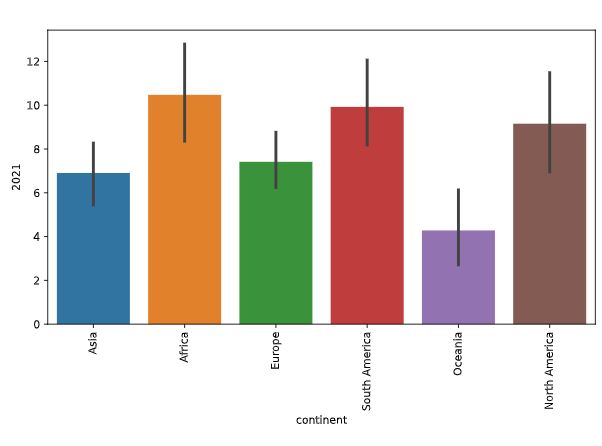 12
10
8
6
4
2
0
2021
Asia
Africa
Europe
South America
Oceania
North America
continent